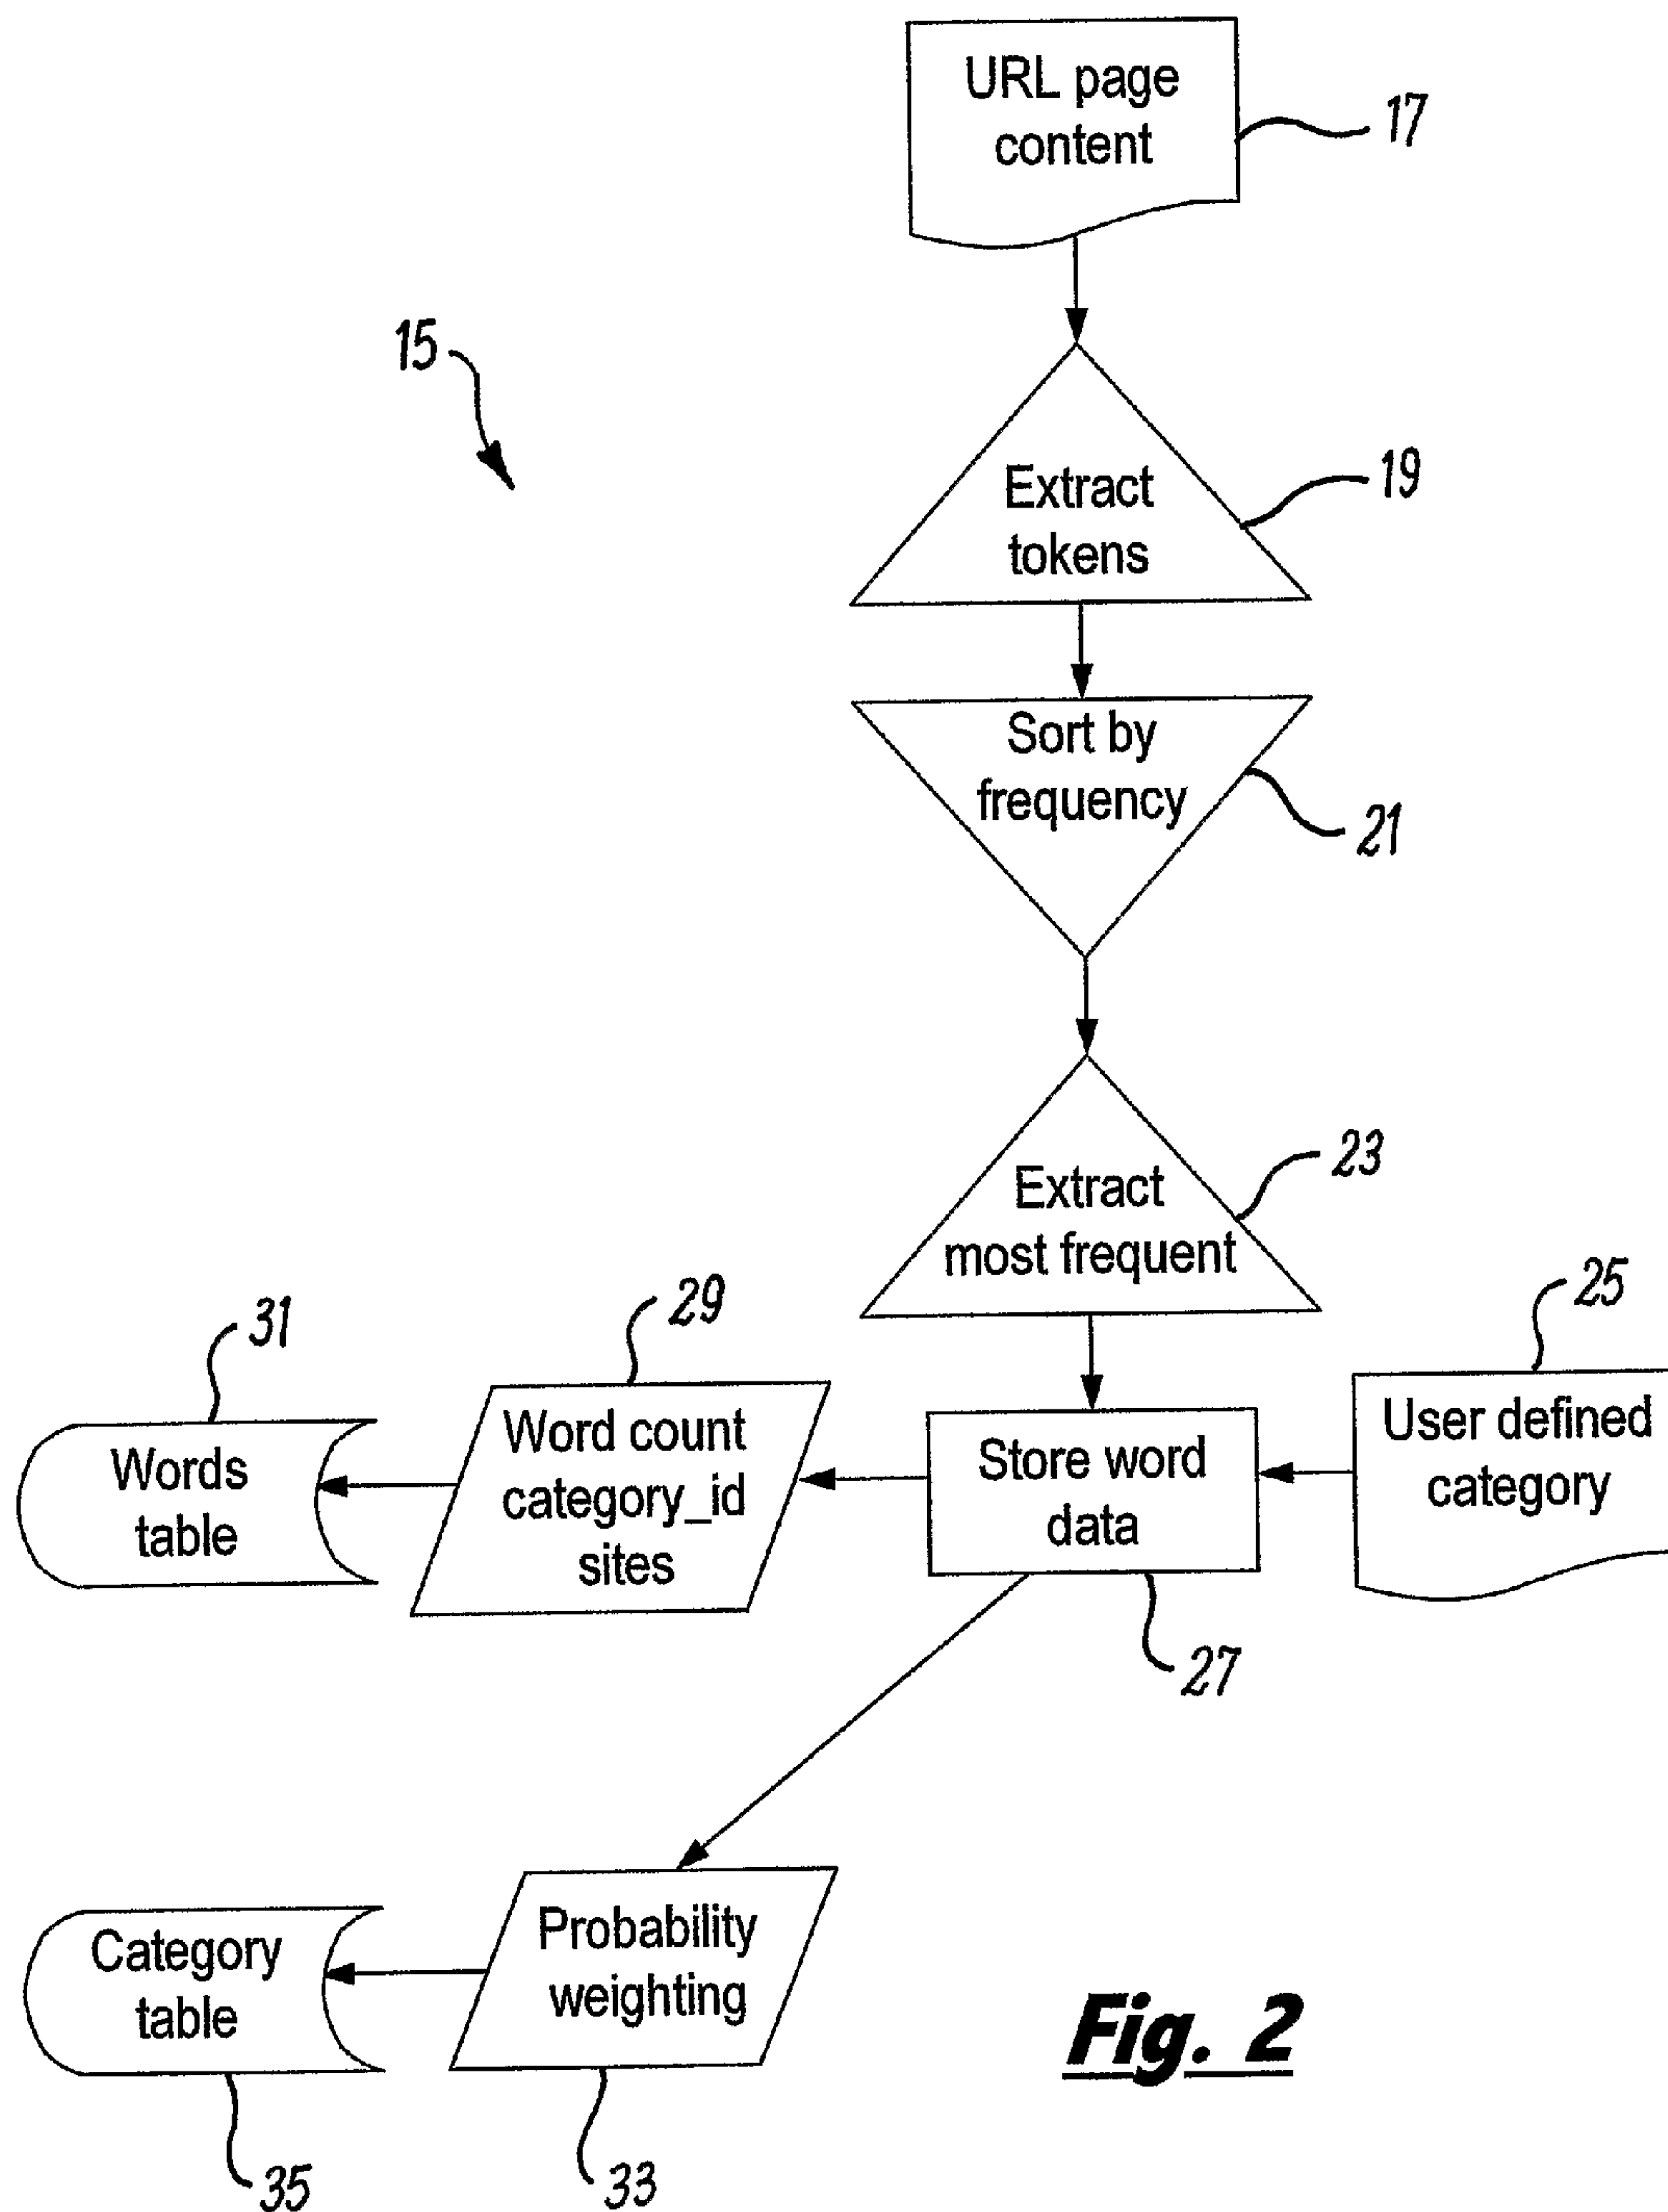 URL page
content
17
15
Extract
tokens
19
Sort by
frequency
21
Extract
most frequent
23
25
29
31
User defined
category
Store word
data
27
Word count
category_id
sites
Words
table
Probability
weighting
33
Category
table
35
Fig. 2